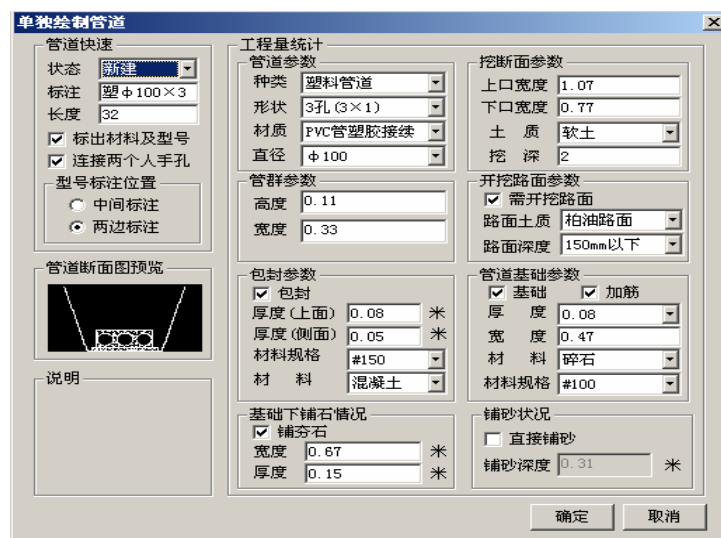 单独绘制管道
管道快速
状态 新建
标注 塑φ100×3
长度 32
标出材料及型号
连接两个人手孔
型号标注位置
中间标注
两边标注
管道断面图预览
说明
工程量统计
管道参数
种类 塑料管道
形状 3孔(3×1)
材质 PVC管塑胶接续
直径 φ100
管群参数
高度 0.11
宽度 0.33
包封参数
包封
厚度(上面) 0.08 米
厚度(侧面) 0.05 米
材料规格 #150
材 料 混凝土
基础下铺石情况
铺夯石
宽度 0.67 米
厚度 0.15 米
挖断面参数
上口宽度 1.07
下口宽度 0.77
土 质 软土
挖 深 2
开挖路面参数
需开挖路面
路面土质 柏油路面
路面深度 150mm以下
管道基础参数
基础 加筋
厚 度 0.08
宽 度 0.47
材 料 碎石
材料规格 #100
铺砂状况
直接铺砂
铺砂深度 0.31 米
确定 取消